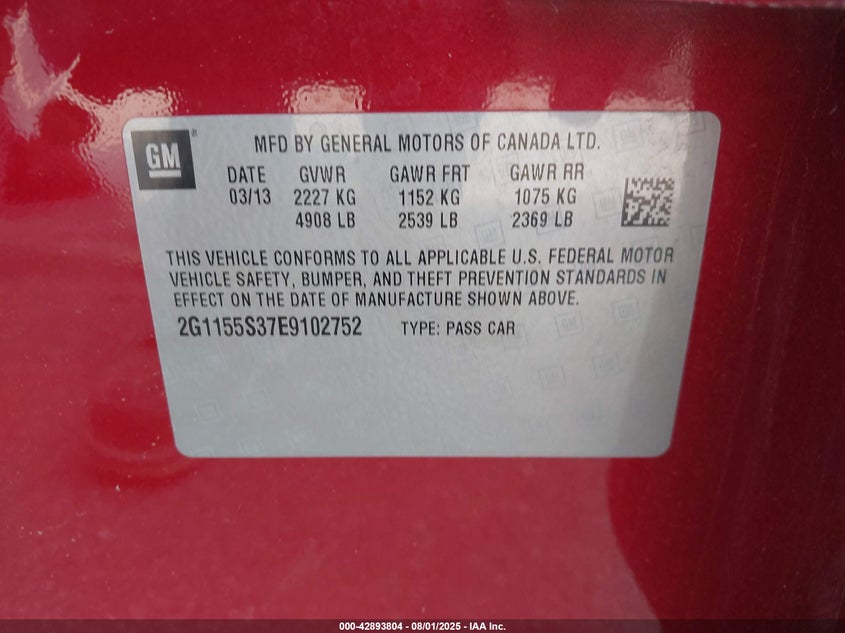 GM
MFD BY GENERAL MOTORS OF CANADA LTD.
DATE GVWR GAWR FRT GAWR RR
03/13 2227 KG 1152 KG 1075 KG
4908 LB 2539 LB 2369 LB
THIS VEHICLE CONFORMS TO ALL APPLICABLE U.S. FEDERAL MOTOR
VEHICLE SAFETY, BUMPER, AND THEFT PREVENTION STANDARDS IN
EFFECT ON THE DATE OF MANUFACTURE SHOWN ABOVE.
2G1155S37E9102752 TYPE: PASS CAR
000-42893804 - 08/01/2025 - IAA Inc.